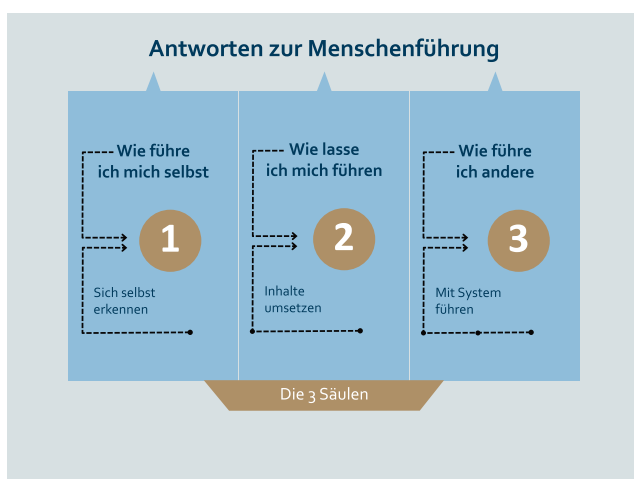 Antworten zur Menschenführung
Wie führe
ich mich selbst
1
Sich selbst
erkennen
Wie lasse
ich mich führen
2
Inhalte
umsetzen
Wie führe
ich andere
3
Mit System
führen
Die 3 Säulen